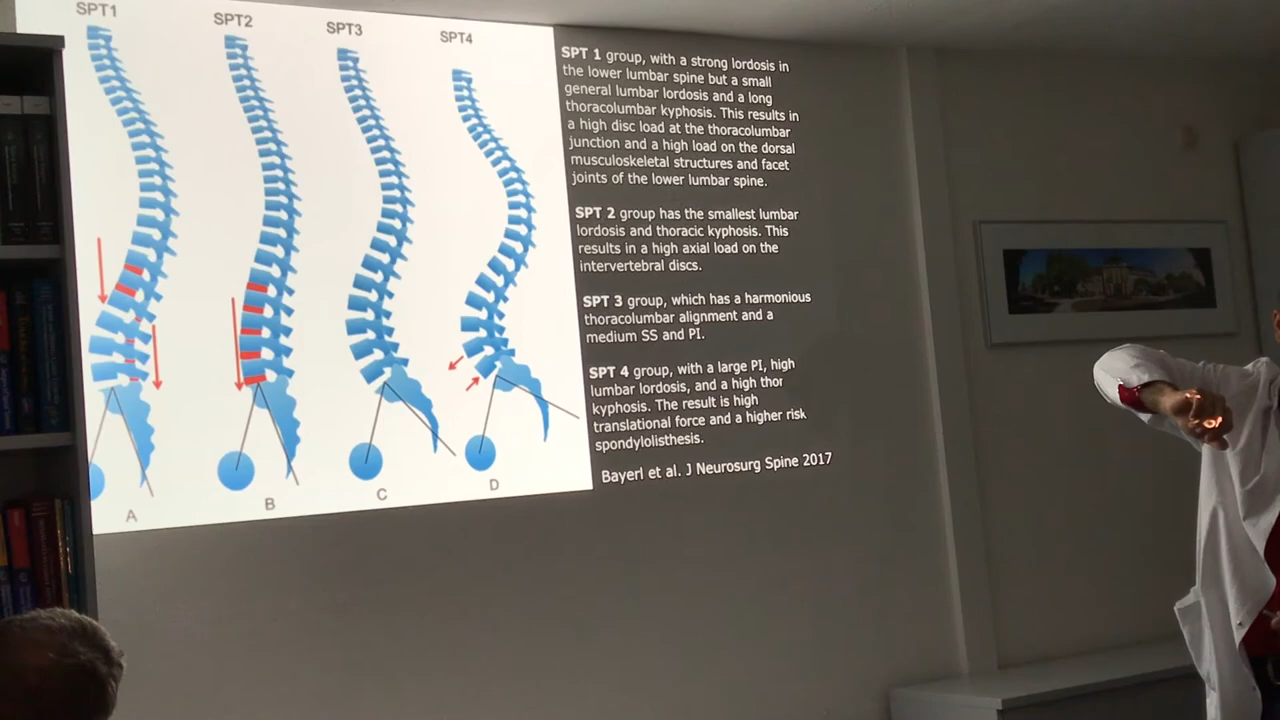 SPT1
SPT2
SPT3
SPT4
SPT 1 group, with a strong lordosis in
the lower lumbar spine but a small
general lumbar lordosis and a long
thoracolumbar kyphosis. This results in
a high disc load at the thoracolumbar
junction and a high load on the dorsal
musculoskeletal structures and facet
joints of the lower lumbar spine.
SPT 2 group has the smallest lumbar
lordosis and thoracic kyphosis. This
results in a high axial load on the
intervertebral discs.
SPT 3 group, which has a harmonious
thoracolumbar alignment and a
medium SS and PI.
SPT 4 group, with a large PI, high
lumbar lordosis, and a high thor
kyphosis. The result is high
translational force and a higher risk
spondylolisthesis.
Bayerl et al. J Neurosurg Spine 2017
A
B
C
D